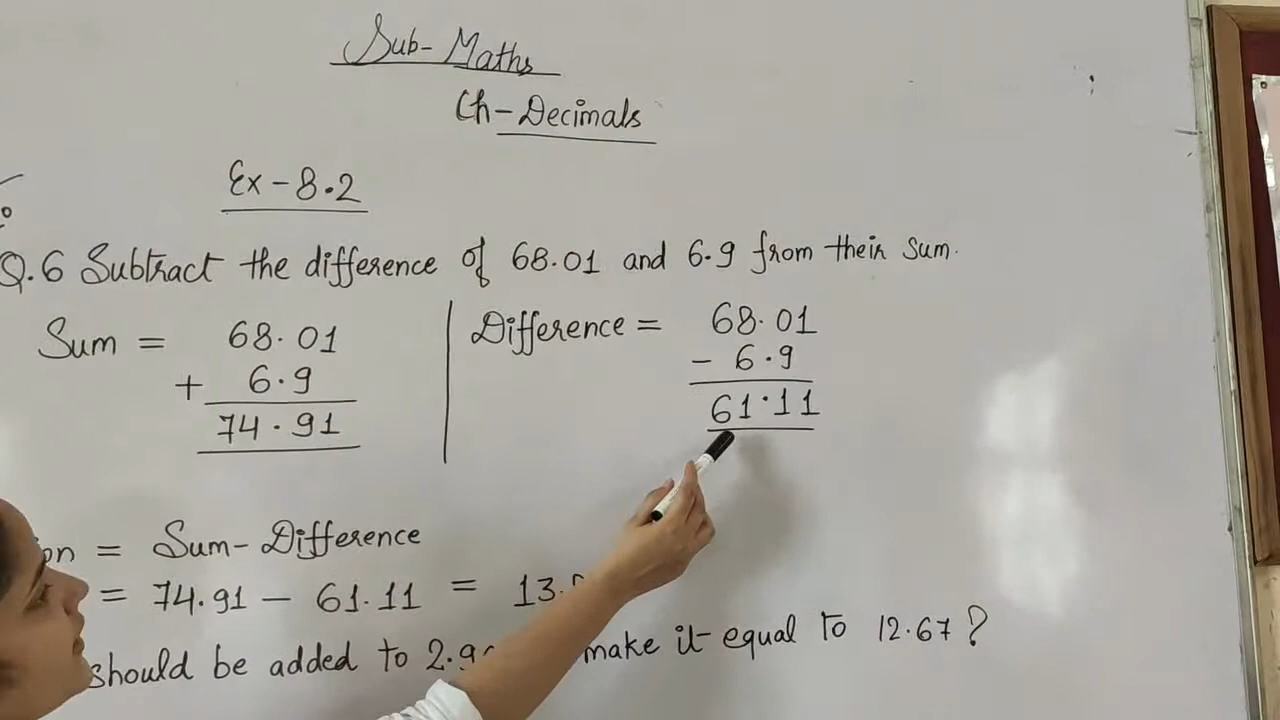 Sub- Maths
Ch- Decimals
Ex - 8.2
Q.6 Subtract the difference of 68.01 and 6.9 from their sum.
Sum = 68.01
+ 6.9
74.91
Difference = 68.01
- 6.9
61.11
= Sum - Difference
= 74.91 - 61.11 = 13.
should be added to 2. make it equal to 12.67?